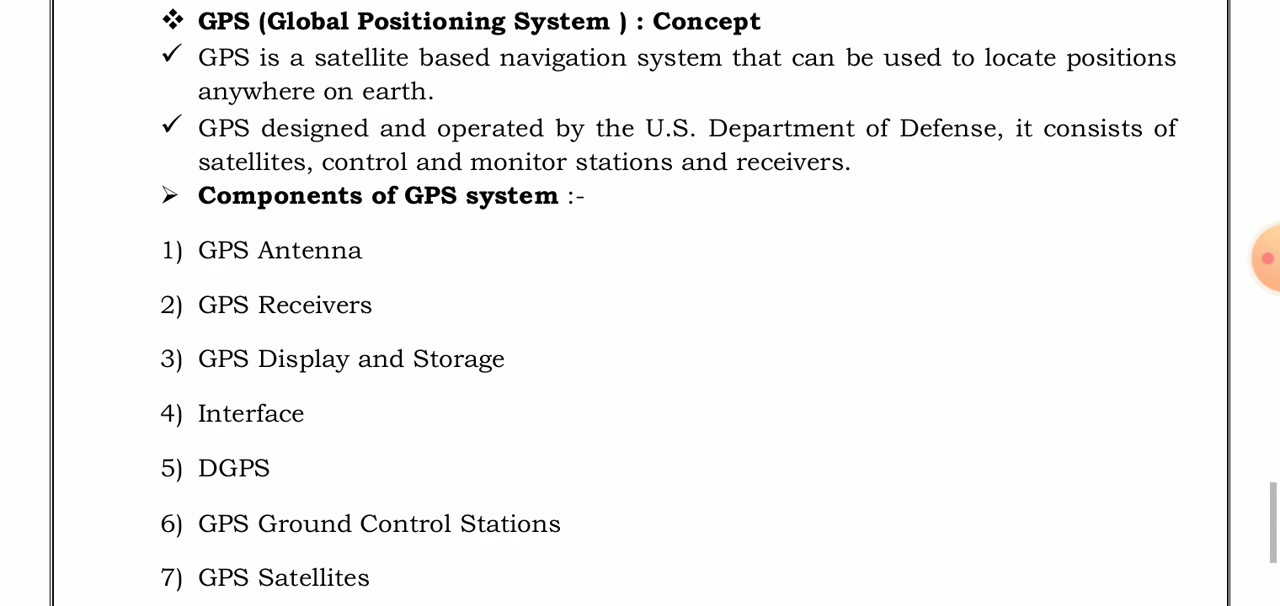 ❖ GPS (Global Positioning System ) : Concept
✓ GPS is a satellite based navigation system that can be used to locate positions
anywhere on earth.
✓ GPS designed and operated by the U.S. Department of Defense, it consists of
satellites, control and monitor stations and receivers.
➢ Components of GPS system :-
1) GPS Antenna
2) GPS Receivers
3) GPS Display and Storage
4) Interface
5) DGPS
6) GPS Ground Control Stations
7) GPS Satellites